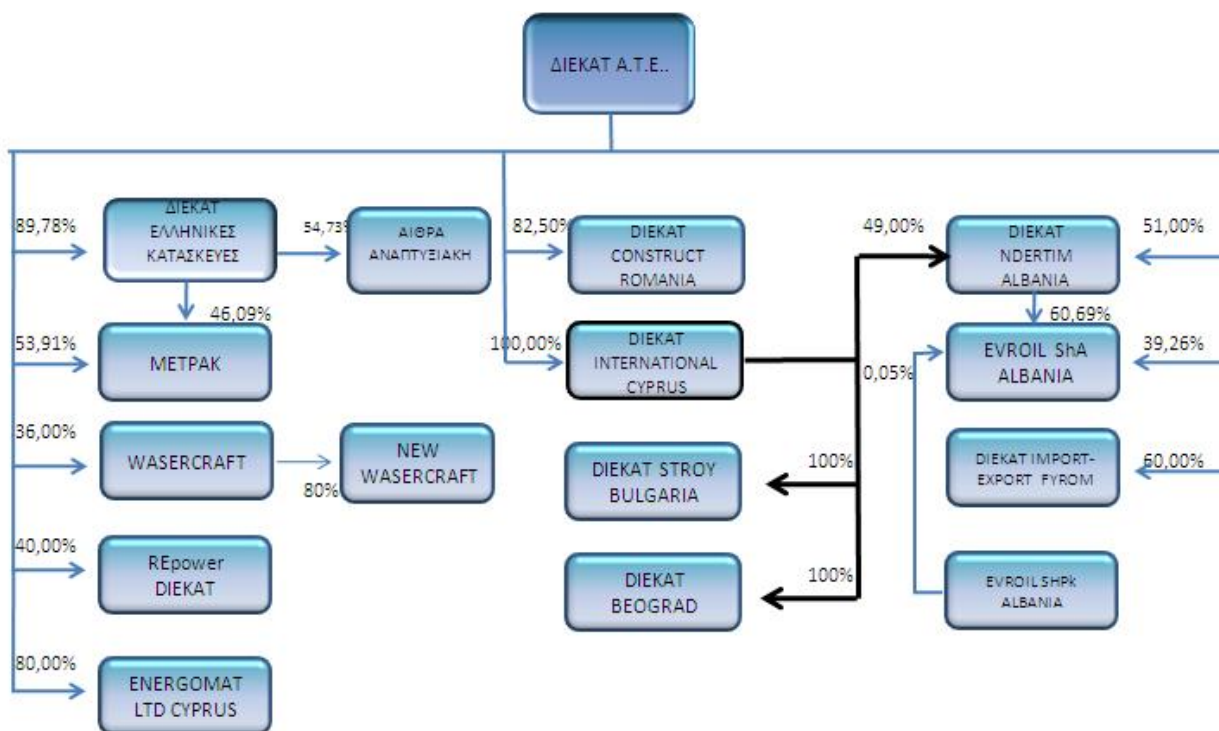 ΔΙΕΚΑΤ Α.Τ.Ε..
89,78%
ΔΙΕΚΑΤ
ΕΛΛΗΝΙΚΕΣ
ΚΑΤΑΣΚΕΥΕΣ
54,73%
ΑΙΘΡΑ
ΑΝΑΠΤΥΞΙΑΚΗ
82,50%
DIEKAT
CONSTRUCT
ROMANIA
49,00%
DIEKAT
NDERTIM
ALBANIA
51,00%
46,09%
60,69%
53,91%
ΜΕΤΡΑΚ
100,00%
DIEKAT
INTERNATIONAL
CYPRUS
0,05%
EVROIL ShA
ALBANIA
39,26%
36,00%
WASERCRAFT
80%
NEW
WASERCRAFT
DIEKAT STROY
BULGARIA
100%
DIEKAT IMPORT-
EXPORT FYROM
60,00%
40,00%
REpower
DIEKAT
DIEKAT
BEOGRAD
100%
EVROIL SHPk
ALBANIA
80,00%
ENERGOMAT
LTD CYPRUS